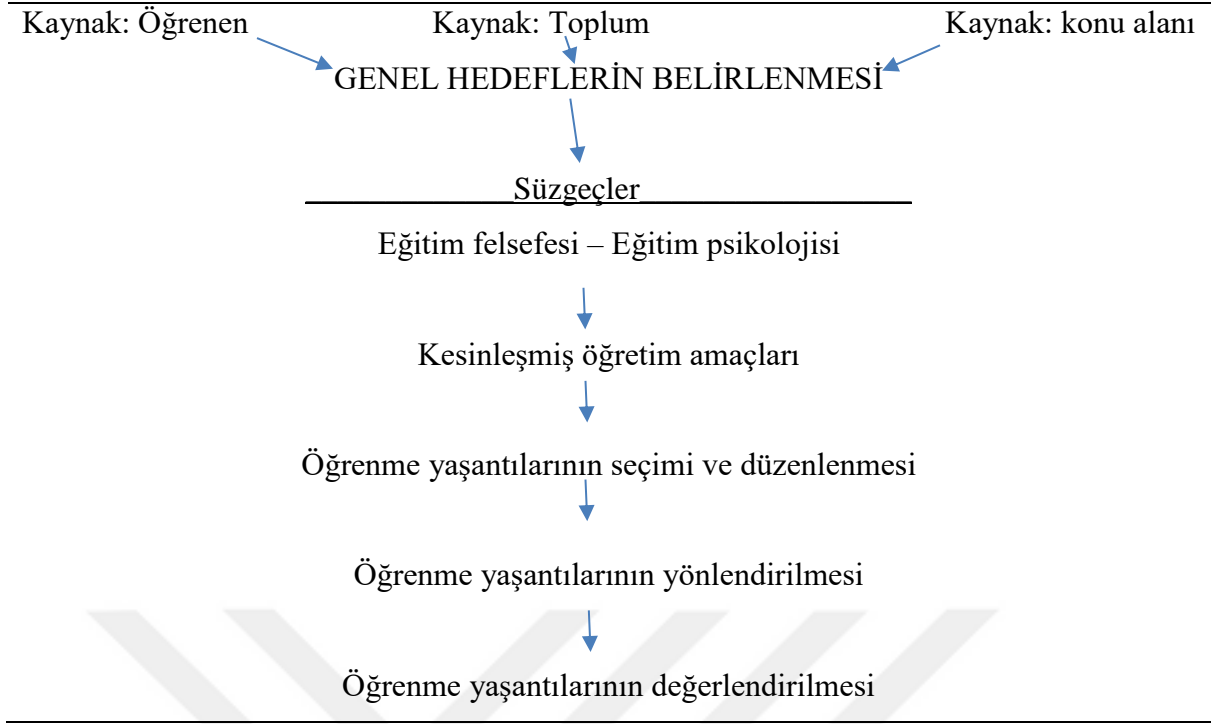 Kaynak: Öğrenen Kaynak: Toplum Kaynak: konu alanı
GENEL HEDEFLERİN BELİRLENMESİ
Süzgeçler
Eğitim felsefesi – Eğitim psikolojisi
Kesinleşmiş öğretim amaçları
Öğrenme yaşantılarının seçimi ve düzenlenmesi
Öğrenme yaşantılarının yönlendirilmesi
Öğrenme yaşantılarının değerlendirilmesi